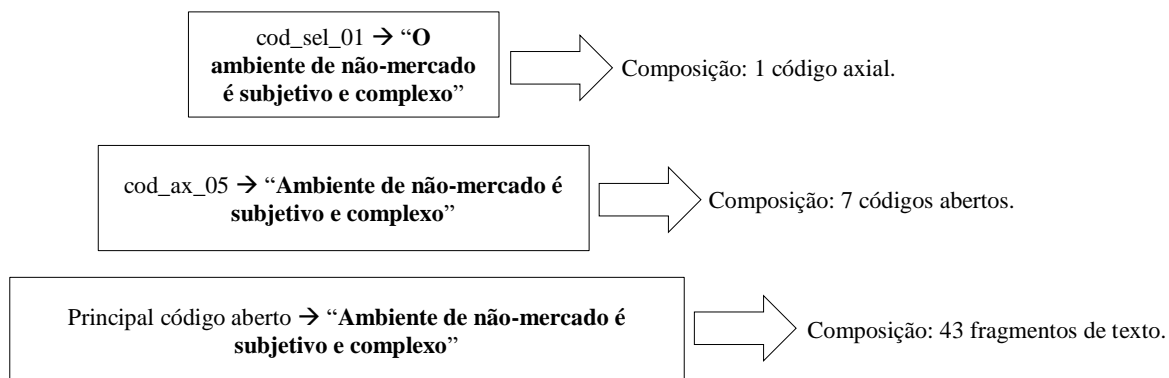 cod_sel_01 → “O
ambiente de não-mercado
é subjetivo e complexo”
Composição: 1 código axial.
cod_ax_05 → “Ambiente de não-mercado é
subjetivo e complexo”
Composição: 7 códigos abertos.
Principal código aberto → “Ambiente de não-mercado é
subjetivo e complexo”
Composição: 43 fragmentos de texto.